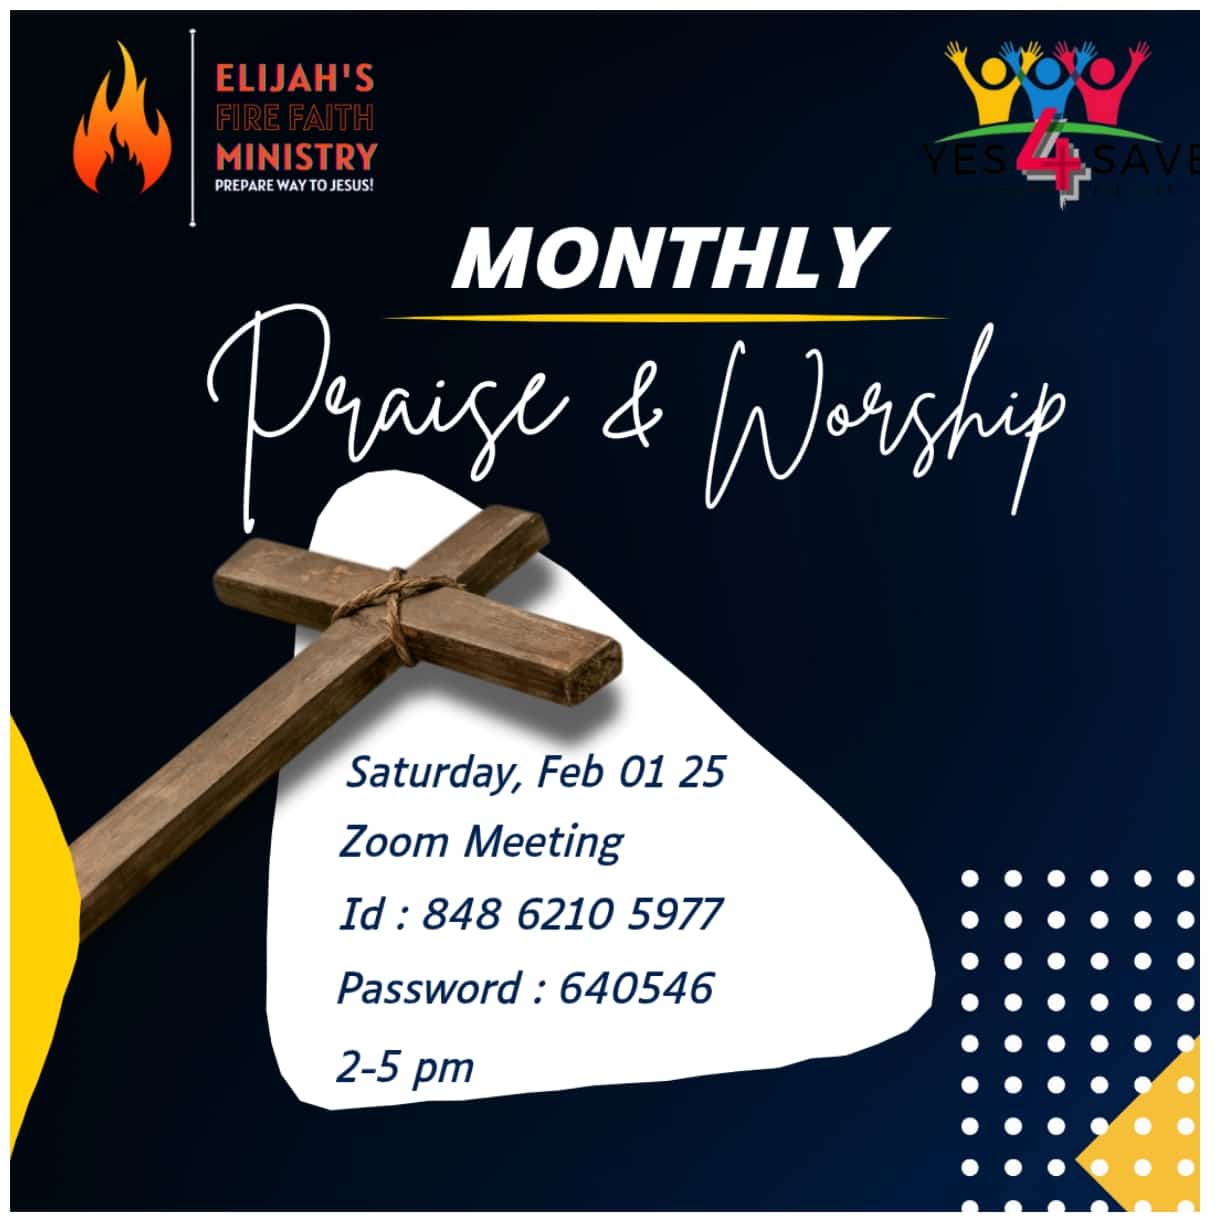 ELIJAH'S
FIRE FAITH
MINISTRY
PREPARE WAY TO JESUS!
YES 4 SAVE
MONTHLY
Praise & Worship
Saturday, Feb 01 25
Zoom Meeting
Id : 848 6210 5977
Password : 640546
2-5 pm